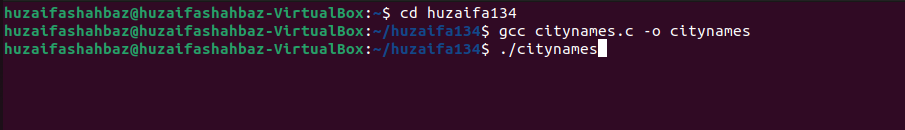 huzaifashahbaz@huzaifashahbaz-VirtualBox:~$ cd huzaifa134
huzaifashahbaz@huzaifashahbaz-VirtualBox:~/huzaifa134$ gcc citynames.c -o citynames
huzaifashahbaz@huzaifashahbaz-VirtualBox:~/huzaifa134$ ./citynames